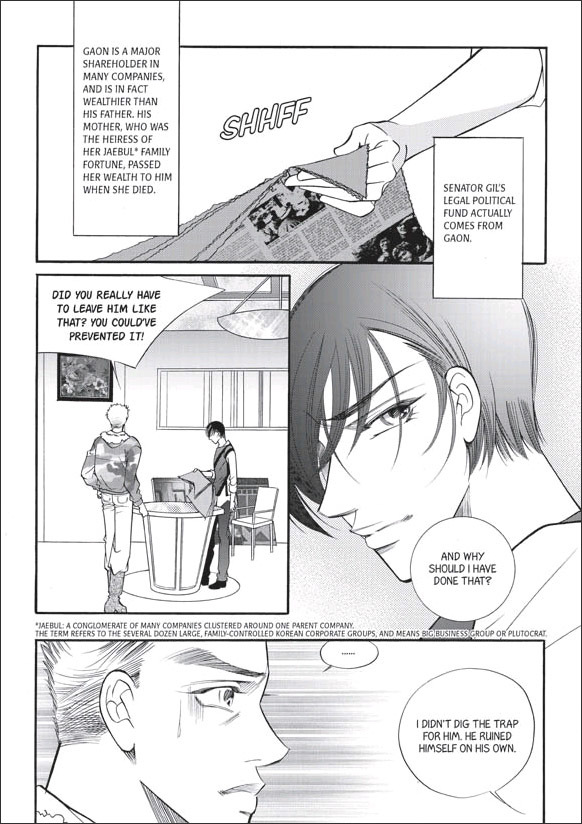 GAON IS A MAJOR
SHAREHOLDER IN
MANY COMPANIES,
AND IS IN FACT
WEALTHIER THAN
HIS FATHER. HIS
MOTHER, WHO WAS
THE HEIRESS OF
HER JAEBUL* FAMILY
FORTUNE, PASSED
HER WEALTH TO HIM
WHEN SHE DIED.
SHHFF
SENATOR GIL'S
LEGAL POLITICAL
FUND ACTUALLY
COMES FROM
GAON.
DID YOU REALLY HAVE
TO LEAVE HIM LIKE
THAT? YOU COULD'VE
PREVENTED IT!
AND WHY
SHOULD I HAVE
DONE THAT?
*JAEBUL: A CONGLOMERATE OF MANY COMPANIES CLUSTERED AROUND ONE PARENT COMPANY.
THE TERM REFERS TO THE SEVERAL DOZEN LARGE, FAMILY-CONTROLLED KOREAN CORPORATE GROUPS, AND MEANS BIG BUSINESS GROUP OR PLUTOCRAT.
......
I DIDN'T DIG THE TRAP
FOR HIM. HE RUINED
HIMSELF ON HIS OWN.